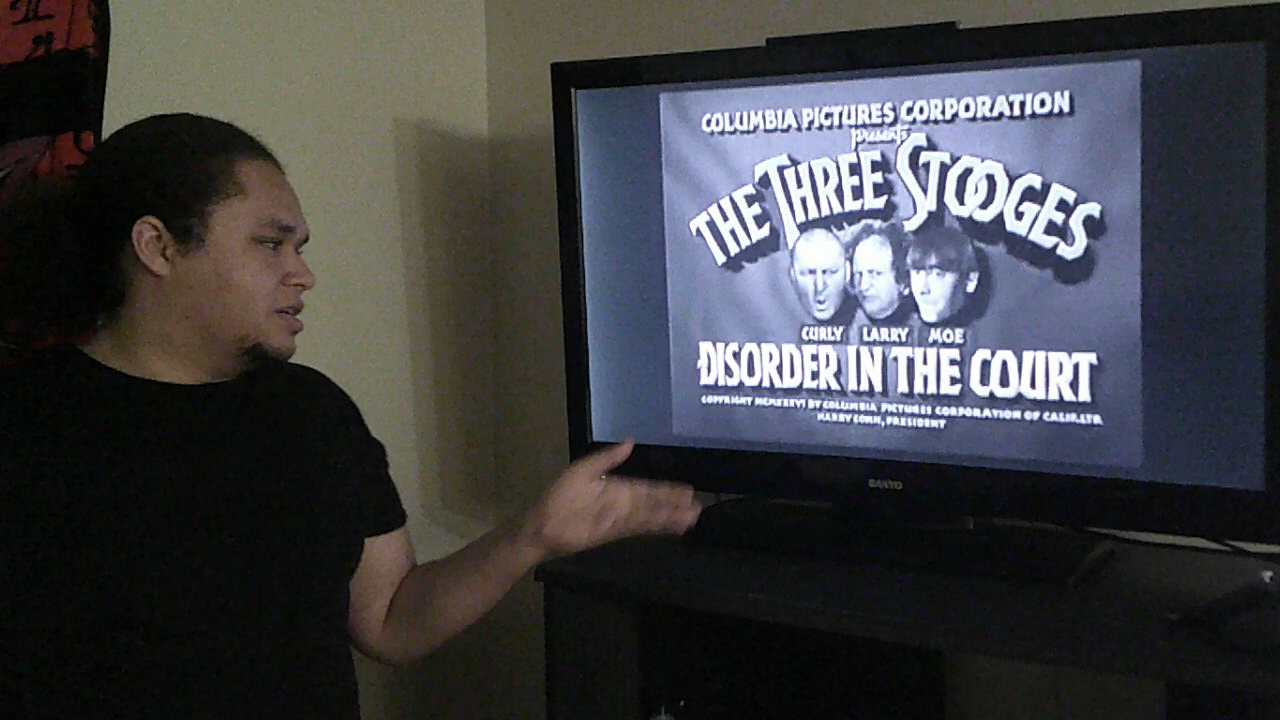 COLUMBIA PICTURES CORPORATION
presents
THE THREE STOOGES
CURLY LARRY MOE
DISORDER IN THE COURT
COPYRIGHT MCMXXXVI BY COLUMBIA PICTURES CORPORATION OF CALIF. LTR
HARRY COHN, PRESIDENT
SANYO